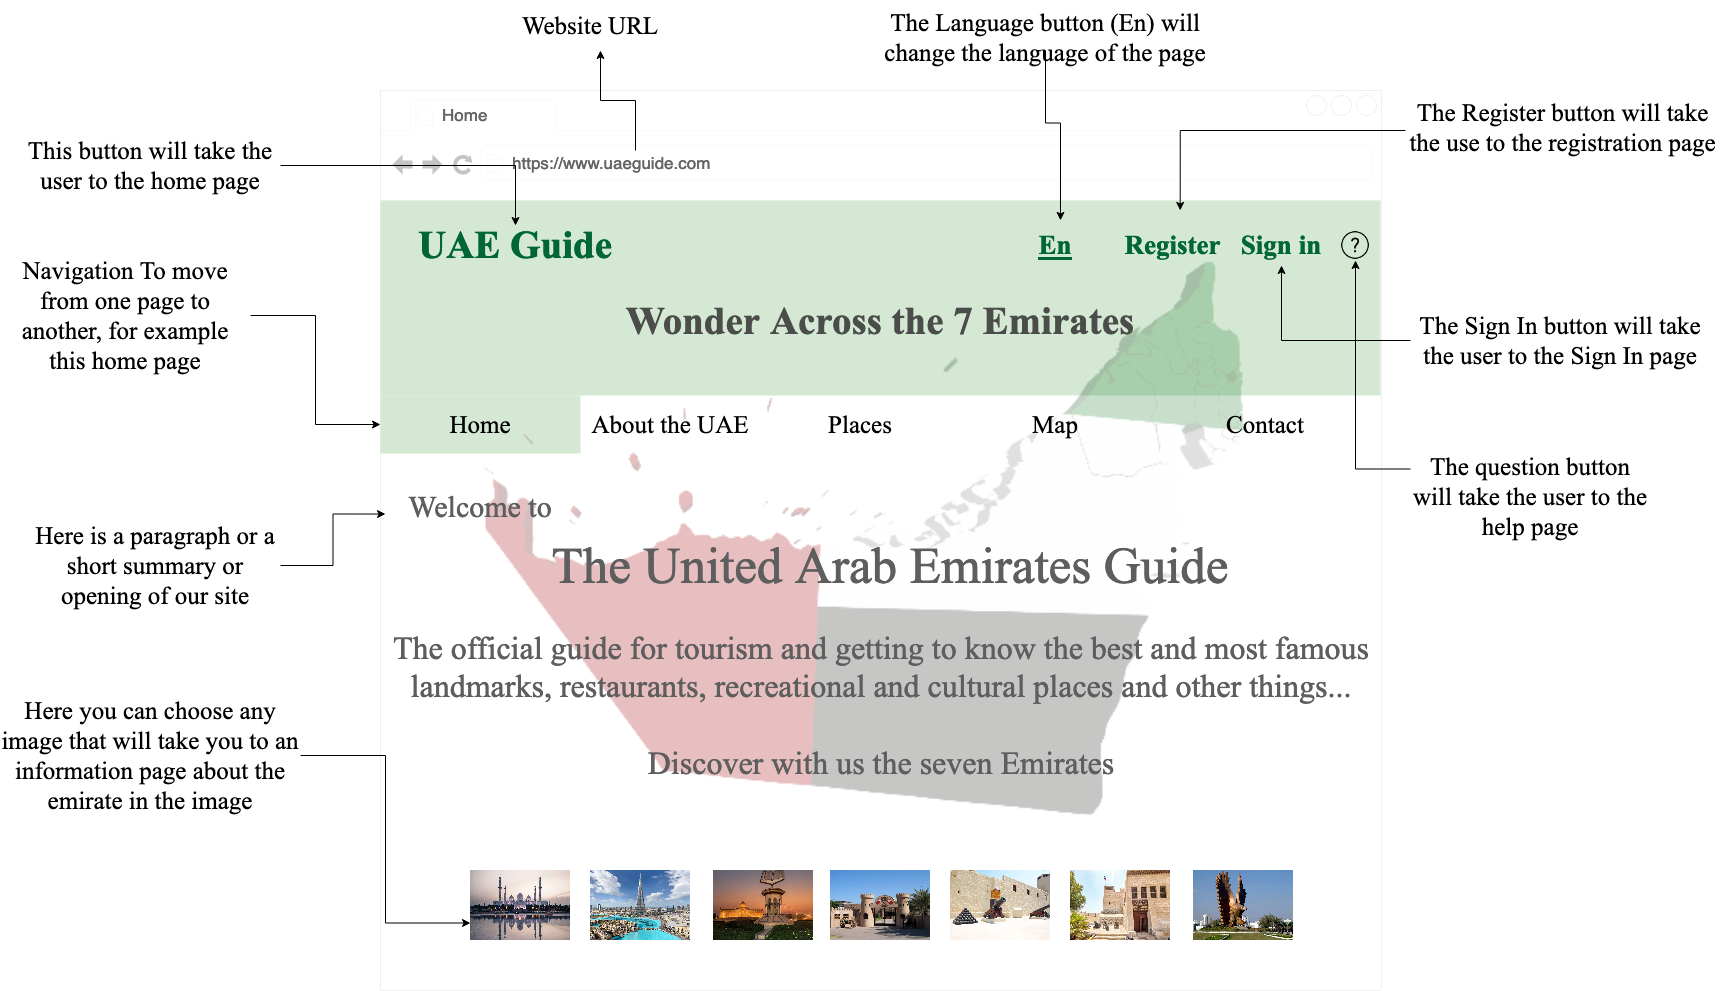 Website URL
The Language button (En) will
change the language of the page
Home
https://www.uaeguide.com
The Register button will take
the use to the registration page
This button will take the
user to the home page
UAE Guide
En
Register
Sign in
?
Navigation To move
from one page to
another, for example
this home page
Wonder Across the 7 Emirates
The Sign In button will take
the user to the Sign In page
Home
About the UAE
Places
Map
Contact
The question button
will take the user to the
help page
Welcome to
Here is a paragraph or a
short summary or
opening of our site
The United Arab Emirates Guide
The official guide for tourism and getting to know the best and most famous
landmarks, restaurants, recreational and cultural places and other things...
Here you can choose any
image that will take you to an
information page about the
emirate in the image
Discover with us the seven Emirates